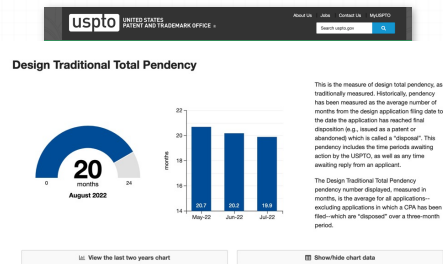 About Us Jobs Contact Us MyUSPTO
uspto UNITED STATES
PATENT AND TRADEMARK OFFICE
Search uspto.gov
Design Traditional Total Pendency
20
months
0 24
August 2022
22
20
18
16
14
months
20.7 20.2 19.9
May-22 Jun-22 Jul-22
This is the measure of design total pendency, as
traditionally measured. Historically, pendency
has been measured as the average number of
months from the design application filing date to
the date the application has reached final
disposition (e.g., issued as a patent or
abandoned) which is called a "disposal". This
pendency includes the time periods awaiting
action by the USPTO, as well as any time
awaiting reply from an applicant.
The Design Traditional Total Pendency
pendency number displayed, measured in
months, is the average for all applications--
excluding applications in which a CPA has been
filed--which are "disposed" over a three-month
period.
View the last two years chart
Show/hide chart data